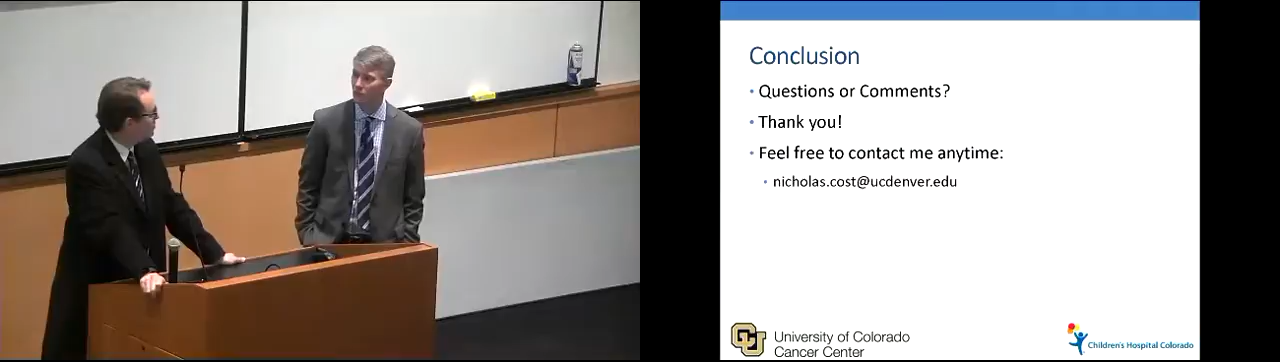 Conclusion
• Questions or Comments?
• Thank you!
• Feel free to contact me anytime:
• nicholas.cost@ucdenver.edu
CU
University of Colorado
Cancer Center
Children's Hospital Colorado